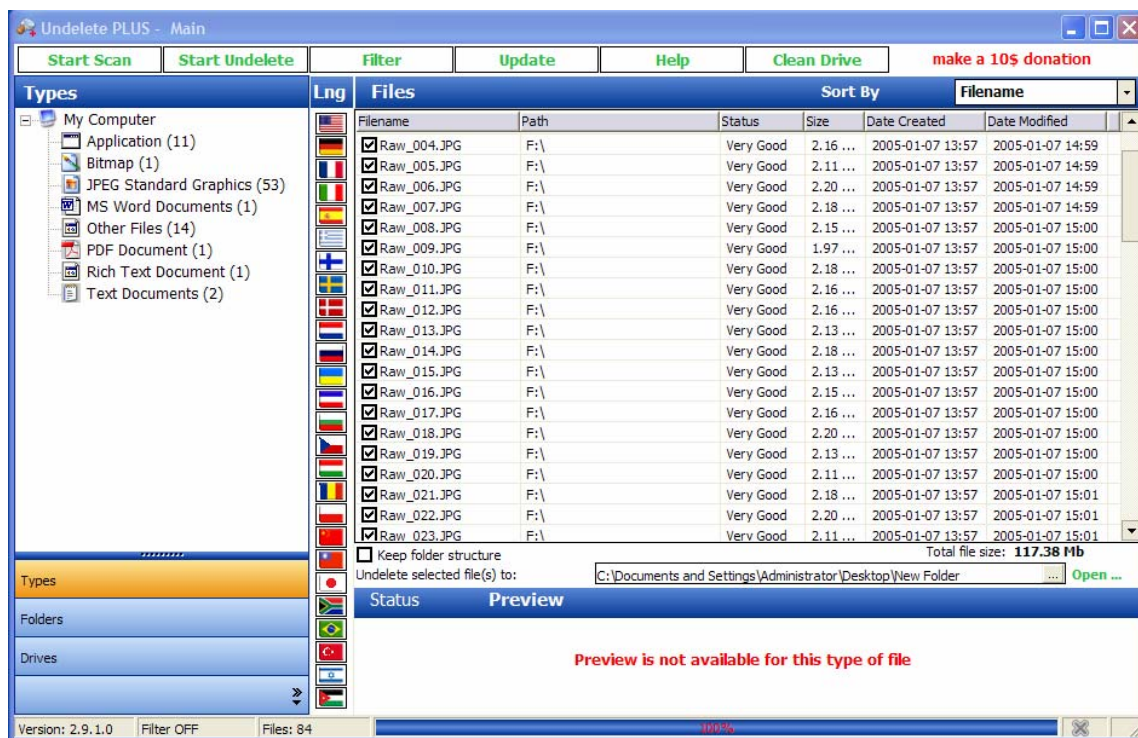 Undelete PLUS - Main
Start Scan Start Undelete Filter Update Help Clean Drive make a 10$ donation
Types Lng Files Sort By Filename
My Computer
Application (11)
Bitmap (1)
JPEG Standard Graphics (53)
MS Word Documents (1)
Other Files (14)
PDF Document (1)
Rich Text Document (1)
Text Documents (2)
Filename Path Status Size Date Created Date Modified
Raw_004.JPG F:\ Very Good 2.16 ... 2005-01-07 13:57 2005-01-07 14:59
Raw_005.JPG F:\ Very Good 2.11 ... 2005-01-07 13:57 2005-01-07 14:59
Raw_006.JPG F:\ Very Good 2.20 ... 2005-01-07 13:57 2005-01-07 14:59
Raw_007.JPG F:\ Very Good 2.18 ... 2005-01-07 13:57 2005-01-07 14:59
Raw_008.JPG F:\ Very Good 2.15 ... 2005-01-07 13:57 2005-01-07 15:00
Raw_009.JPG F:\ Very Good 1.97 ... 2005-01-07 13:57 2005-01-07 15:00
Raw_010.JPG F:\ Very Good 2.18 ... 2005-01-07 13:57 2005-01-07 15:00
Raw_011.JPG F:\ Very Good 2.16 ... 2005-01-07 13:57 2005-01-07 15:00
Raw_012.JPG F:\ Very Good 2.16 ... 2005-01-07 13:57 2005-01-07 15:00
Raw_013.JPG F:\ Very Good 2.13 ... 2005-01-07 13:57 2005-01-07 15:00
Raw_014.JPG F:\ Very Good 2.18 ... 2005-01-07 13:57 2005-01-07 15:00
Raw_015.JPG F:\ Very Good 2.13 ... 2005-01-07 13:57 2005-01-07 15:00
Raw_016.JPG F:\ Very Good 2.15 ... 2005-01-07 13:57 2005-01-07 15:00
Raw_017.JPG F:\ Very Good 2.16 ... 2005-01-07 13:57 2005-01-07 15:00
Raw_018.JPG F:\ Very Good 2.20 ... 2005-01-07 13:57 2005-01-07 15:00
Raw_019.JPG F:\ Very Good 2.13 ... 2005-01-07 13:57 2005-01-07 15:00
Raw_020.JPG F:\ Very Good 2.11 ... 2005-01-07 13:57 2005-01-07 15:00
Raw_021.JPG F:\ Very Good 2.18 ... 2005-01-07 13:57 2005-01-07 15:01
Raw_022.JPG F:\ Very Good 2.20 ... 2005-01-07 13:57 2005-01-07 15:01
Raw_023.JPG F:\ Very Good 2.11 ... 2005-01-07 13:57 2005-01-07 15:01
Keep folder structure Total file size: 117.38 Mb
Undelete selected file(s) to: C:\Documents and Settings\Administrator\Desktop\New Folder ... Open ...
Types
Folders
Drives
Status Preview
Preview is not available for this type of file
Version: 2.9.1.0 Filter OFF Files: 84 100%